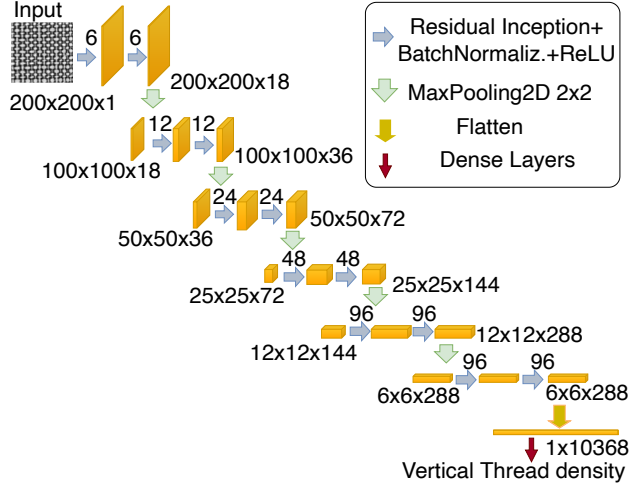 Input
6 6
200x200x1
200x200x18
Residual Inception+
BatchNormaliz.+ReLU
MaxPooling2D 2x2
Flatten
Dense Layers
12 12
100x100x18
100x100x36
24 24
50x50x36
50x50x72
48 48
25x25x72
25x25x144
96 96
12x12x144
12x12x288
96 96
6x6x288
6x6x288
1x10368
Vertical Thread density